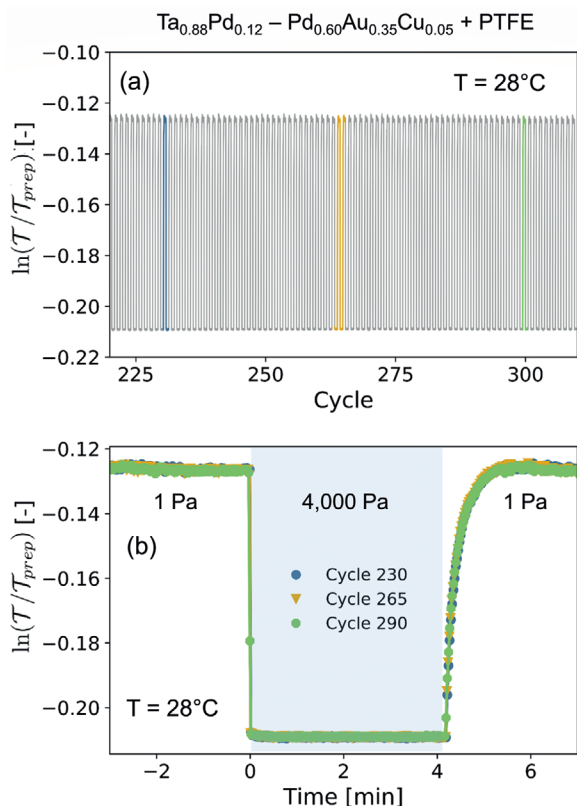 Ta₀.₈₈Pd₀.₁₂ – Pd₀.₆₀Au₀.₃₅Cu₀.₀₅ + PTFE
(a)
T = 28°C
ln(𝒯/𝒯prep) [-]
−0.10
−0.12
−0.14
−0.16
−0.18
−0.20
−0.22
225 250 275 300
Cycle
(b)
ln(𝒯/𝒯prep) [-]
−0.12
−0.14
−0.16
−0.18
−0.20
1 Pa 4,000 Pa 1 Pa
Cycle 230
Cycle 265
Cycle 290
T = 28°C
−2 0 2 4 6
Time [min]